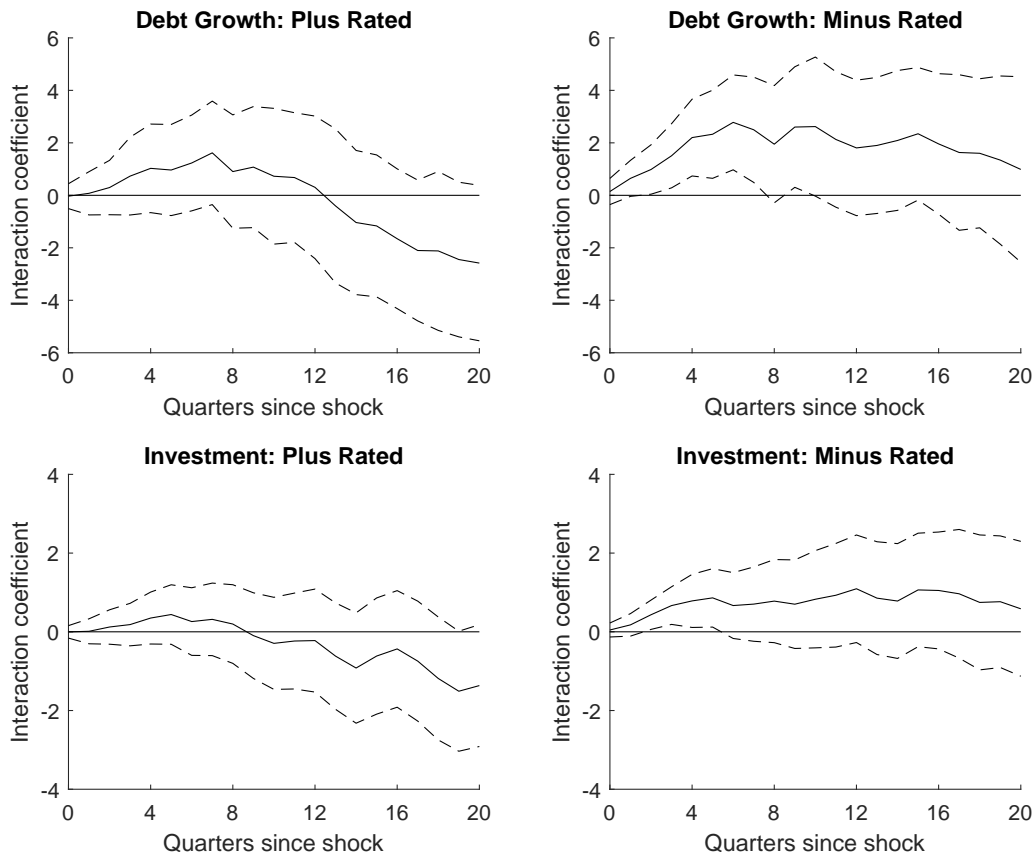 Debt Growth: Plus Rated
Interaction coefficient
6
4
2
0
-2
-4
-6
0 4 8 12 16 20
Quarters since shock
Debt Growth: Minus Rated
Interaction coefficient
6
4
2
0
-2
-4
-6
0 4 8 12 16 20
Quarters since shock
Investment: Plus Rated
Interaction coefficient
4
2
0
-2
-4
0 4 8 12 16 20
Quarters since shock
Investment: Minus Rated
Interaction coefficient
4
2
0
-2
-4
0 4 8 12 16 20
Quarters since shock